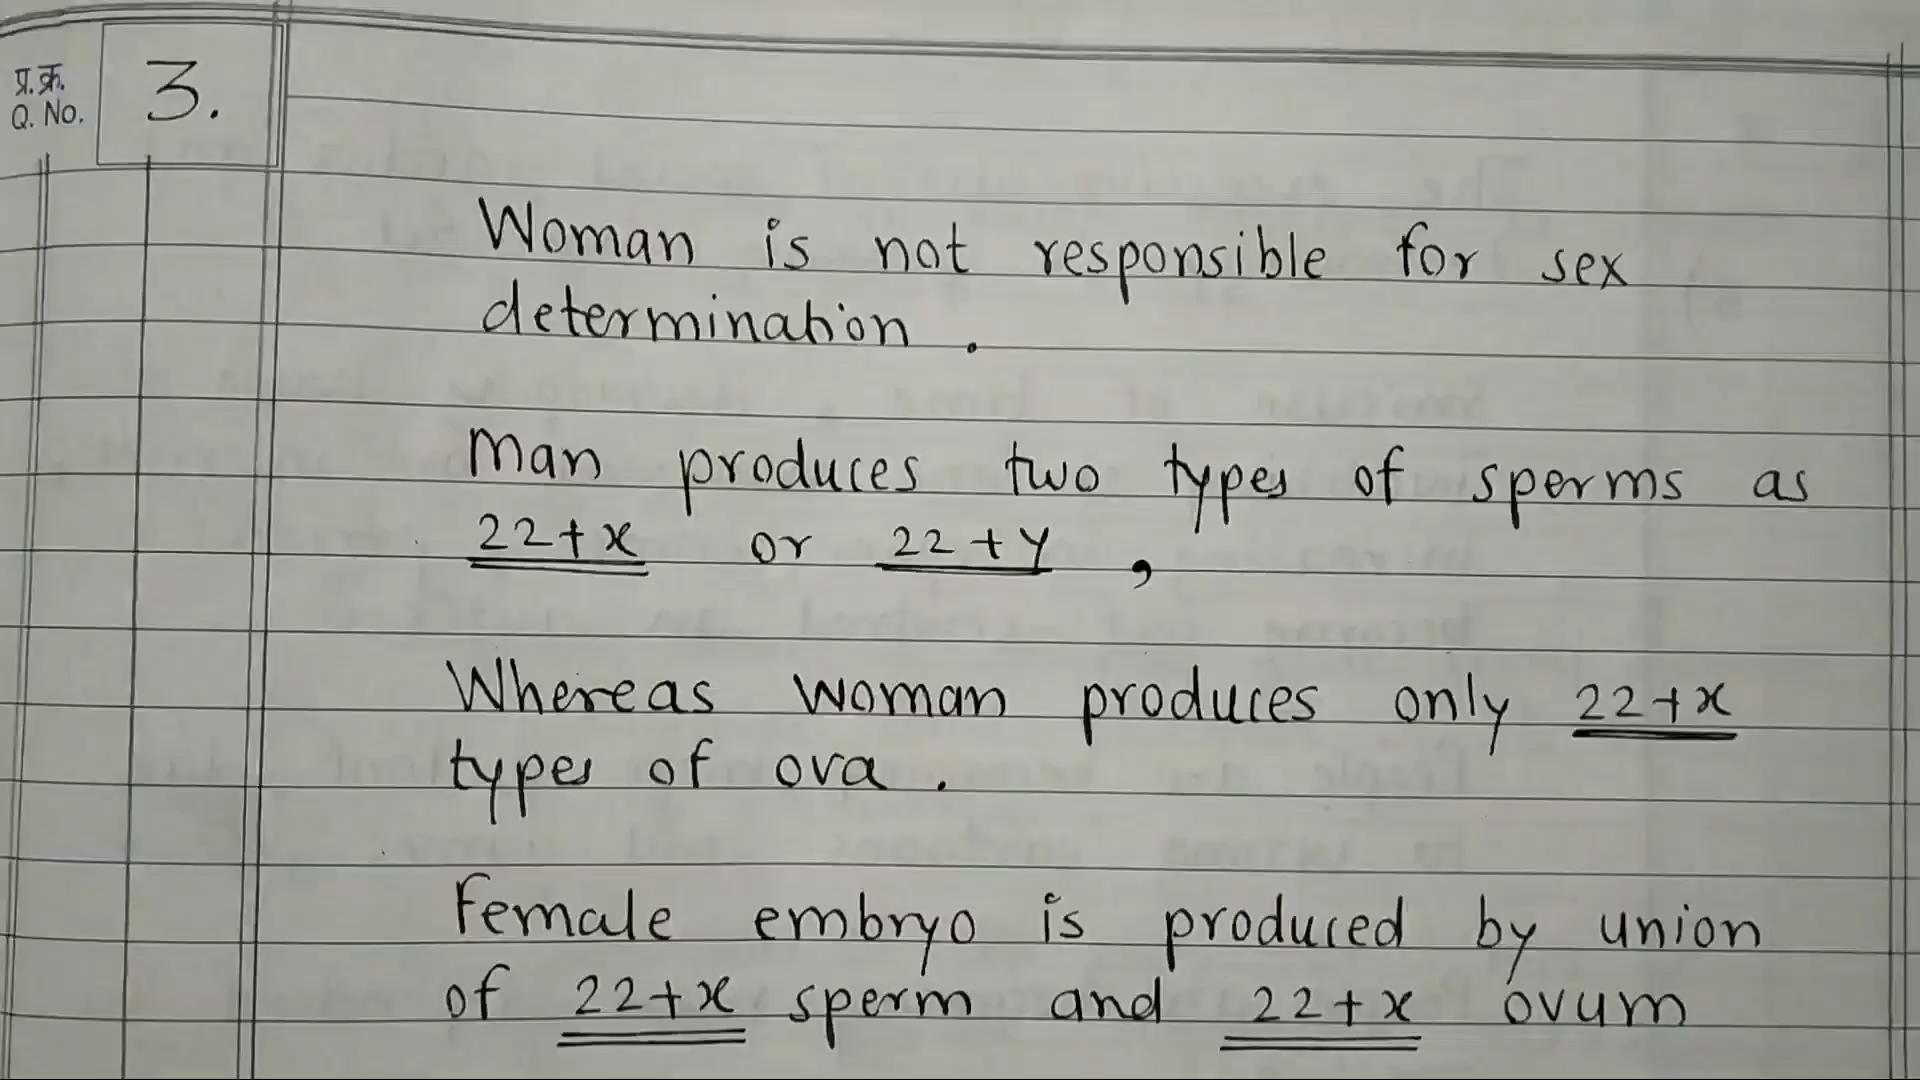 प्र.क्र.
Q. No.
3.
Woman is not responsible for sex
determination .
Man produces two types of sperms as
22+x or 22+y ,
Whereas woman produces only 22+x
types of ova .
Female embryo is produced by union
of 22+x sperm and 22+x ovum